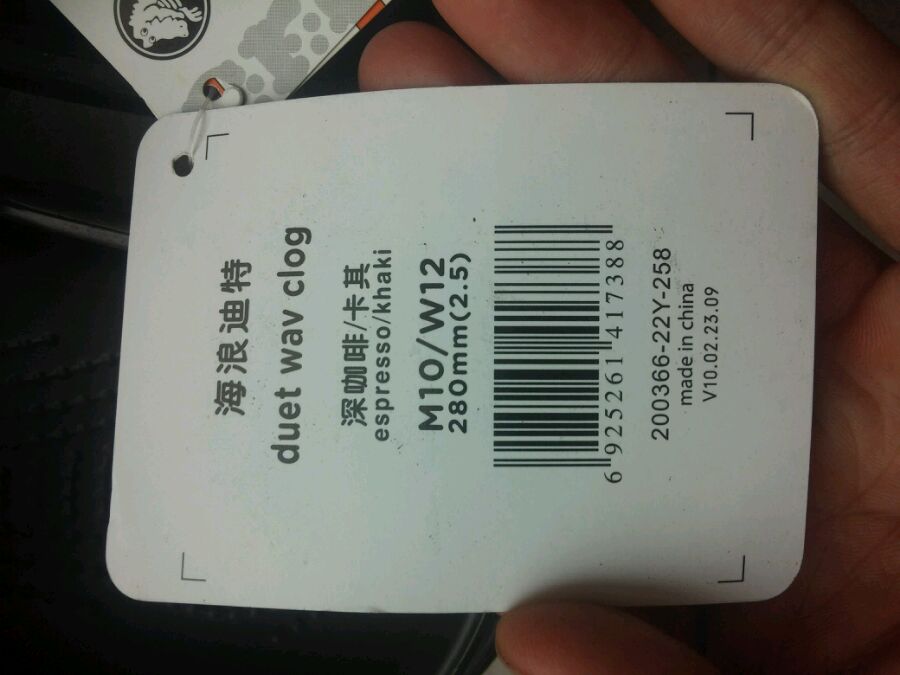 海浪迪特
duet wav clog
深咖啡/卡其
espresso/khaki
M10/W12
280mm(2.5)
6 925261 417388
200366-22Y-258
made in china
V10.02.23.09